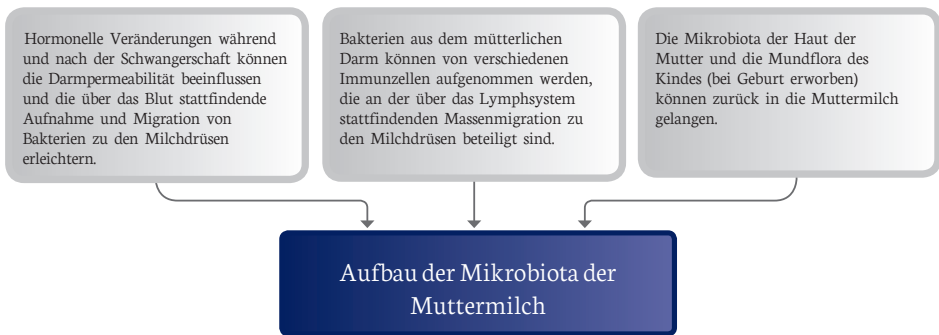 Hormonelle Veränderungen während
und nach der Schwangerschaft können
die Darmpermeabilität beeinflussen
und die über das Blut stattfindende
Aufnahme und Migration von
Bakterien zu den Milchdrüsen
erleichtern.
Bakterien aus dem mütterlichen
Darm können von verschiedenen
Immunzellen aufgenommen werden,
die an der über das Lymphsystem
stattfindenden Massenmigration zu
den Milchdrüsen beteiligt sind.
Die Mikrobiota der Haut der
Mutter und die Mundflora des
Kindes (bei Geburt erworben)
können zurück in die Muttermilch
gelangen.
Aufbau der Mikrobiota der
Muttermilch